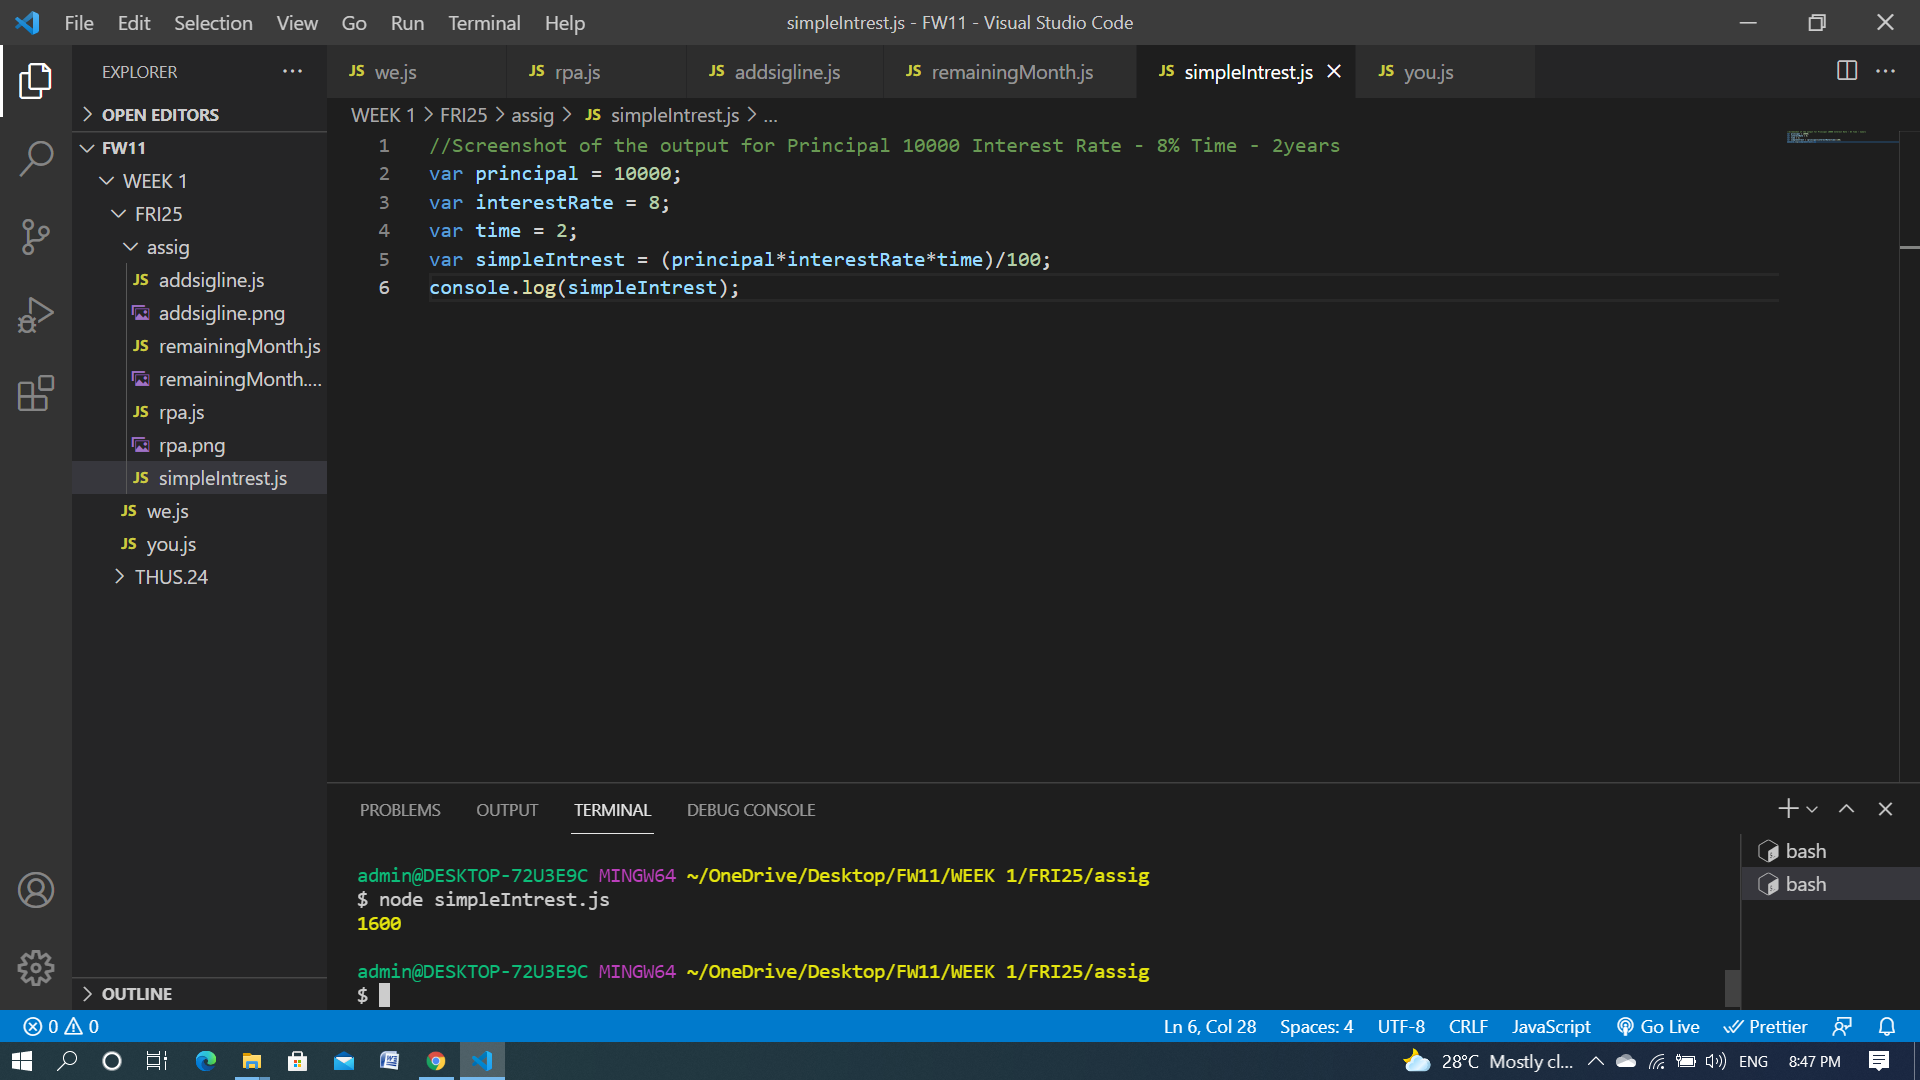 File Edit Selection View Go Run Terminal Help
simpleIntrest.js - FW11 - Visual Studio Code
EXPLORER
OPEN EDITORS
FW11
WEEK 1
FRI25
assig
JS addsigline.js
addsigline.png
JS remainingMonth.js
remainingMonth....
JS rpa.js
rpa.png
JS simpleIntrest.js
JS we.js
JS you.js
THUS.24
OUTLINE
JS we.js JS rpa.js JS addsigline.js JS remainingMonth.js JS simpleIntrest.js JS you.js
WEEK 1 > FRI25 > assig > JS simpleIntrest.js > ...
1 //Screenshot of the output for Principal 10000 Interest Rate - 8% Time - 2years
2 var principal = 10000;
3 var interestRate = 8;
4 var time = 2;
5 var simpleIntrest = (principal*interestRate*time)/100;
6 console.log(simpleIntrest);
PROBLEMS OUTPUT TERMINAL DEBUG CONSOLE
admin@DESKTOP-72U3E9C MINGW64 ~/OneDrive/Desktop/FW11/WEEK 1/FRI25/assig
$ node simpleIntrest.js
1600
admin@DESKTOP-72U3E9C MINGW64 ~/OneDrive/Desktop/FW11/WEEK 1/FRI25/assig
$
bash
bash
0 0 Ln 6, Col 28 Spaces: 4 UTF-8 CRLF JavaScript Go Live Prettier
28°C Mostly cl... ENG 8:47 PM